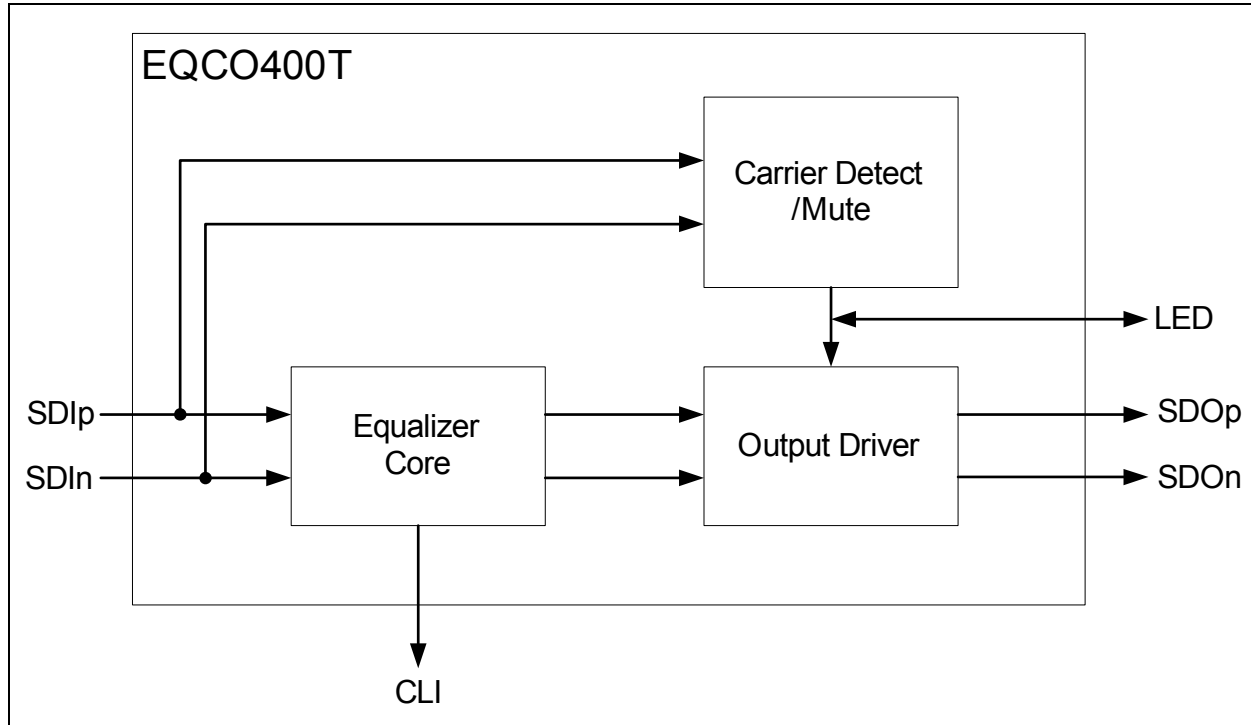 EQCO400T
Carrier Detect
/Mute
LED
SDIp
SDIn
Equalizer
Core
Output Driver
SDOp
SDOn
CLI